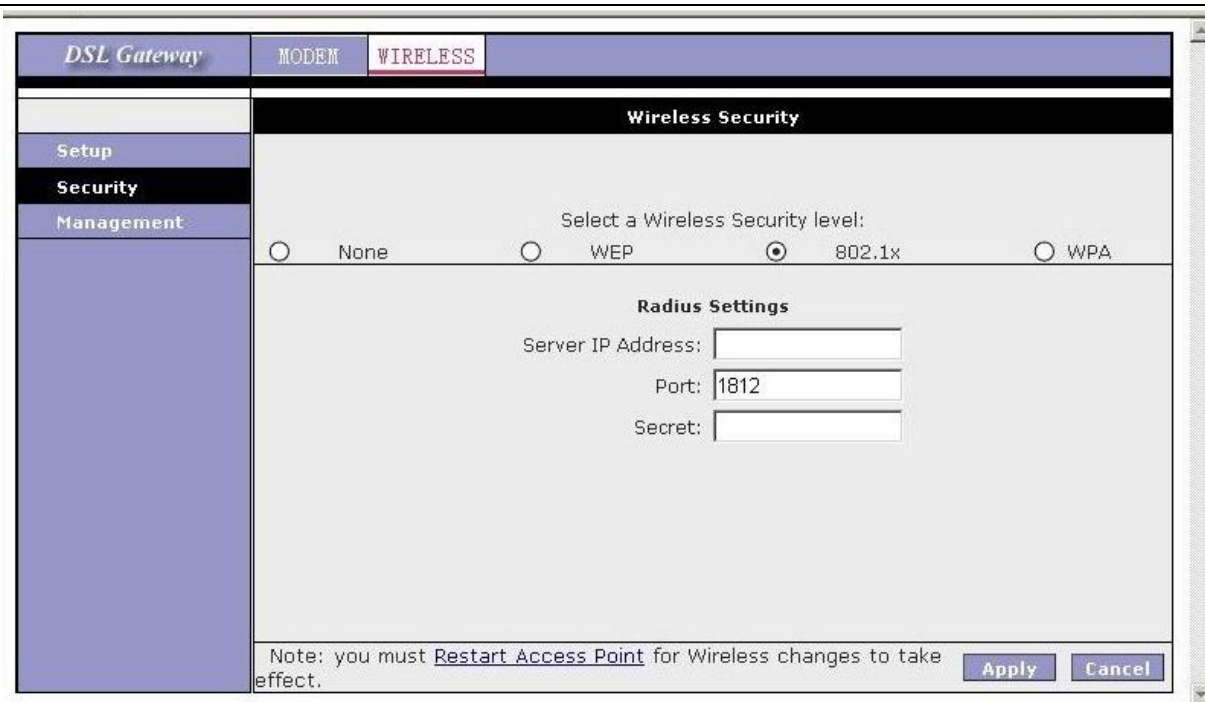 DSL Gateway
MODEM WIRELESS
Wireless Security
Setup
Security
Management
Select a Wireless Security level:
None WEP 802.1x WPA
Radius Settings
Server IP Address:
Port: 1812
Secret:
Note: you must Restart Access Point for Wireless changes to take
effect.
Apply Cancel